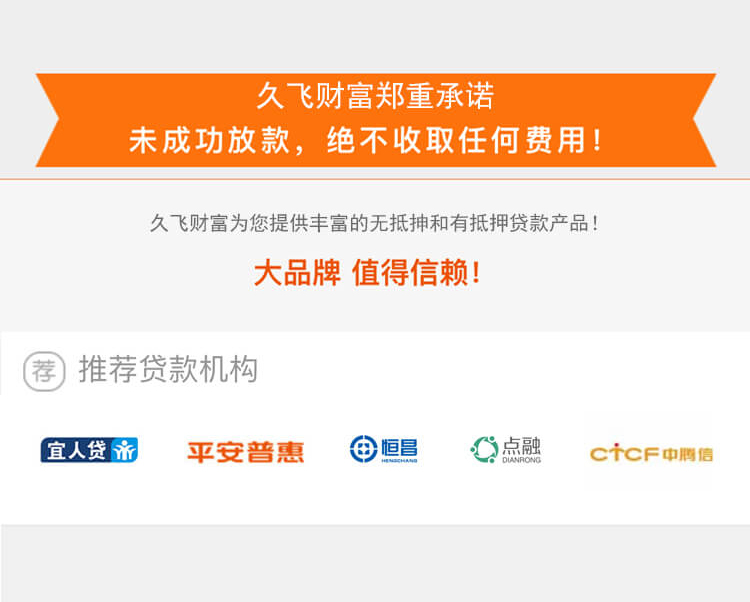 久飞财富郑重承诺
未成功放款，绝不收取任何费用！
久飞财富为您提供丰富的无抵抻和有抵押贷款产品！
大品牌 值得信赖！
荐 推荐贷款机构
宜人贷 平安普惠 恒昌 点融 CTCF中腾信
HENGCHANG DIANRONG